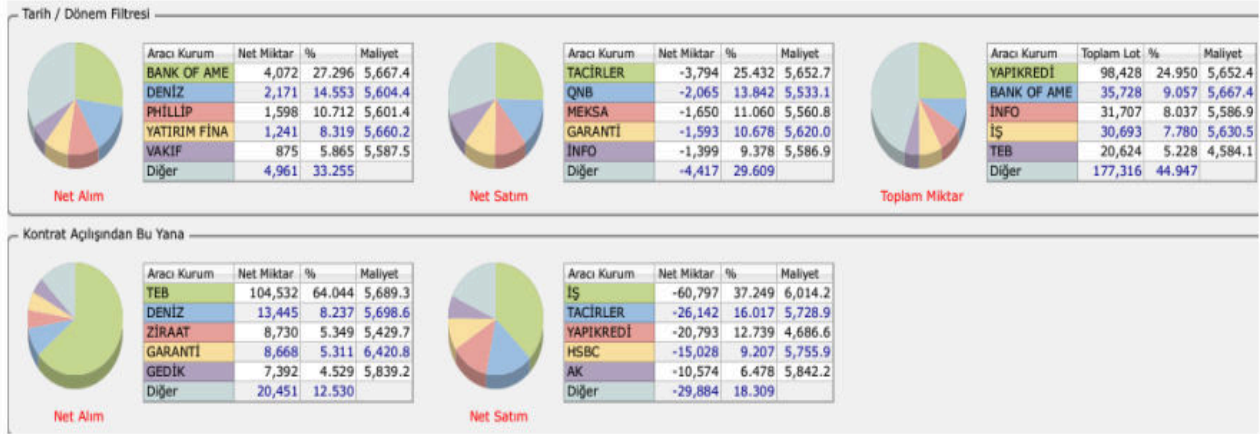 Tarih / Dönem Filtresi
Aracı Kurum Net Miktar % Maliyet
BANK OF AME 4,072 27.296 5,667.4
DENİZ 2,171 14.553 5,604.4
PHİLLİP 1,598 10.712 5,601.4
YATIRIM FİNA 1,241 8.319 5,660.2
VAKIF 875 5.865 5,587.5
Diğer 4,961 33.255
Net Alım
Aracı Kurum Net Miktar % Maliyet
TACİRLER -3,794 25.432 5,652.7
QNB -2,065 13.842 5,533.1
MEKSA -1,650 11.060 5,560.8
GARANTİ -1,593 10.678 5,620.0
İNFO -1,399 9.378 5,586.9
Diğer -4,417 29.609
Net Satım
Aracı Kurum Toplam Lot % Maliyet
YAPIKREDİ 98,428 24.950 5,652.4
BANK OF AME 35,728 9.057 5,667.4
İNFO 31,707 8.037 5,586.9
İŞ 30,693 7.780 5,630.5
TEB 20,624 5.228 4,584.1
Diğer 177,316 44.947
Toplam Miktar
Kontrat Açılışından Bu Yana
Aracı Kurum Net Miktar % Maliyet
TEB 104,532 64.044 5,689.3
DENİZ 13,445 8.237 5,698.6
ZİRAAT 8,730 5.349 5,429.7
GARANTİ 8,668 5.311 6,420.8
GEDİK 7,392 4.529 5,839.2
Diğer 20,451 12.530
Net Alım
Aracı Kurum Net Miktar % Maliyet
İŞ -60,797 37.249 6,014.2
TACİRLER -26,142 16.017 5,728.9
YAPIKREDİ -20,793 12.739 4,686.6
HSBC -15,028 9.207 5,755.9
AK -10,574 6.478 5,842.2
Diğer -29,884 18.309
Net Satım